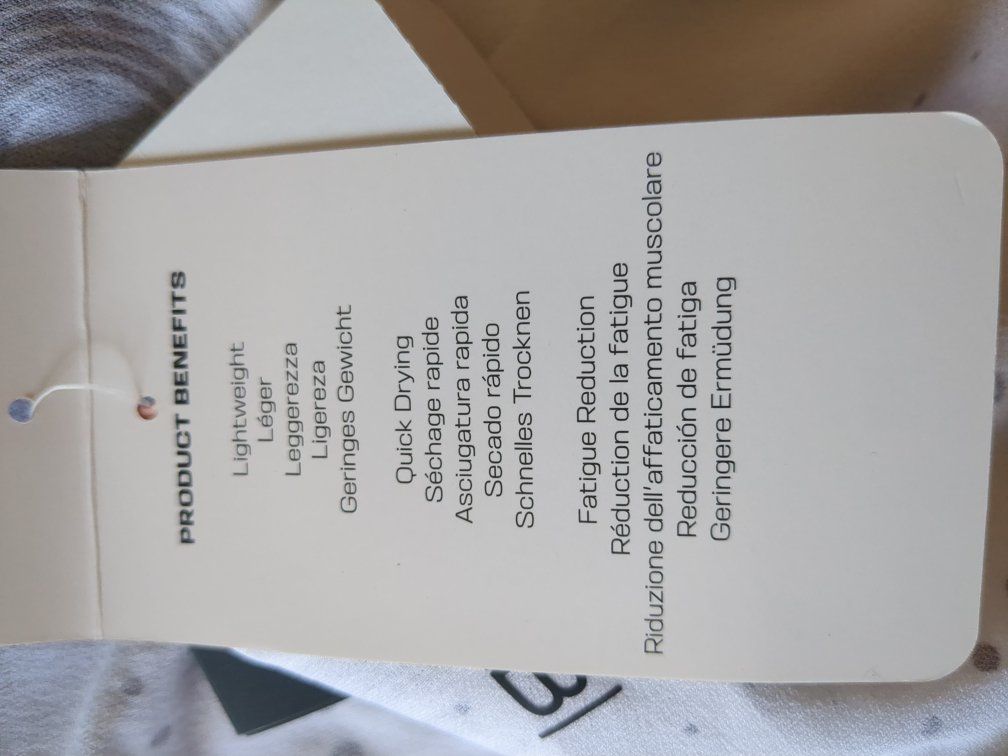 PRODUCT BENEFITS
Lightweight
Léger
Leggerezza
Ligereza
Geringes Gewicht
Quick Drying
Séchage rapide
Asciugatura rapida
Secado rápido
Schnelles Trocknen
Fatigue Reduction
Réduction de la fatigue
Riduzione dell'affaticamento muscolare
Reducción de fatiga
Geringere Ermüdung